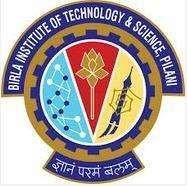 BIRLA INSTITUTE OF TECHNOLOGY & SCIENCE, PILANI
ज्ञानं परमं बलम्